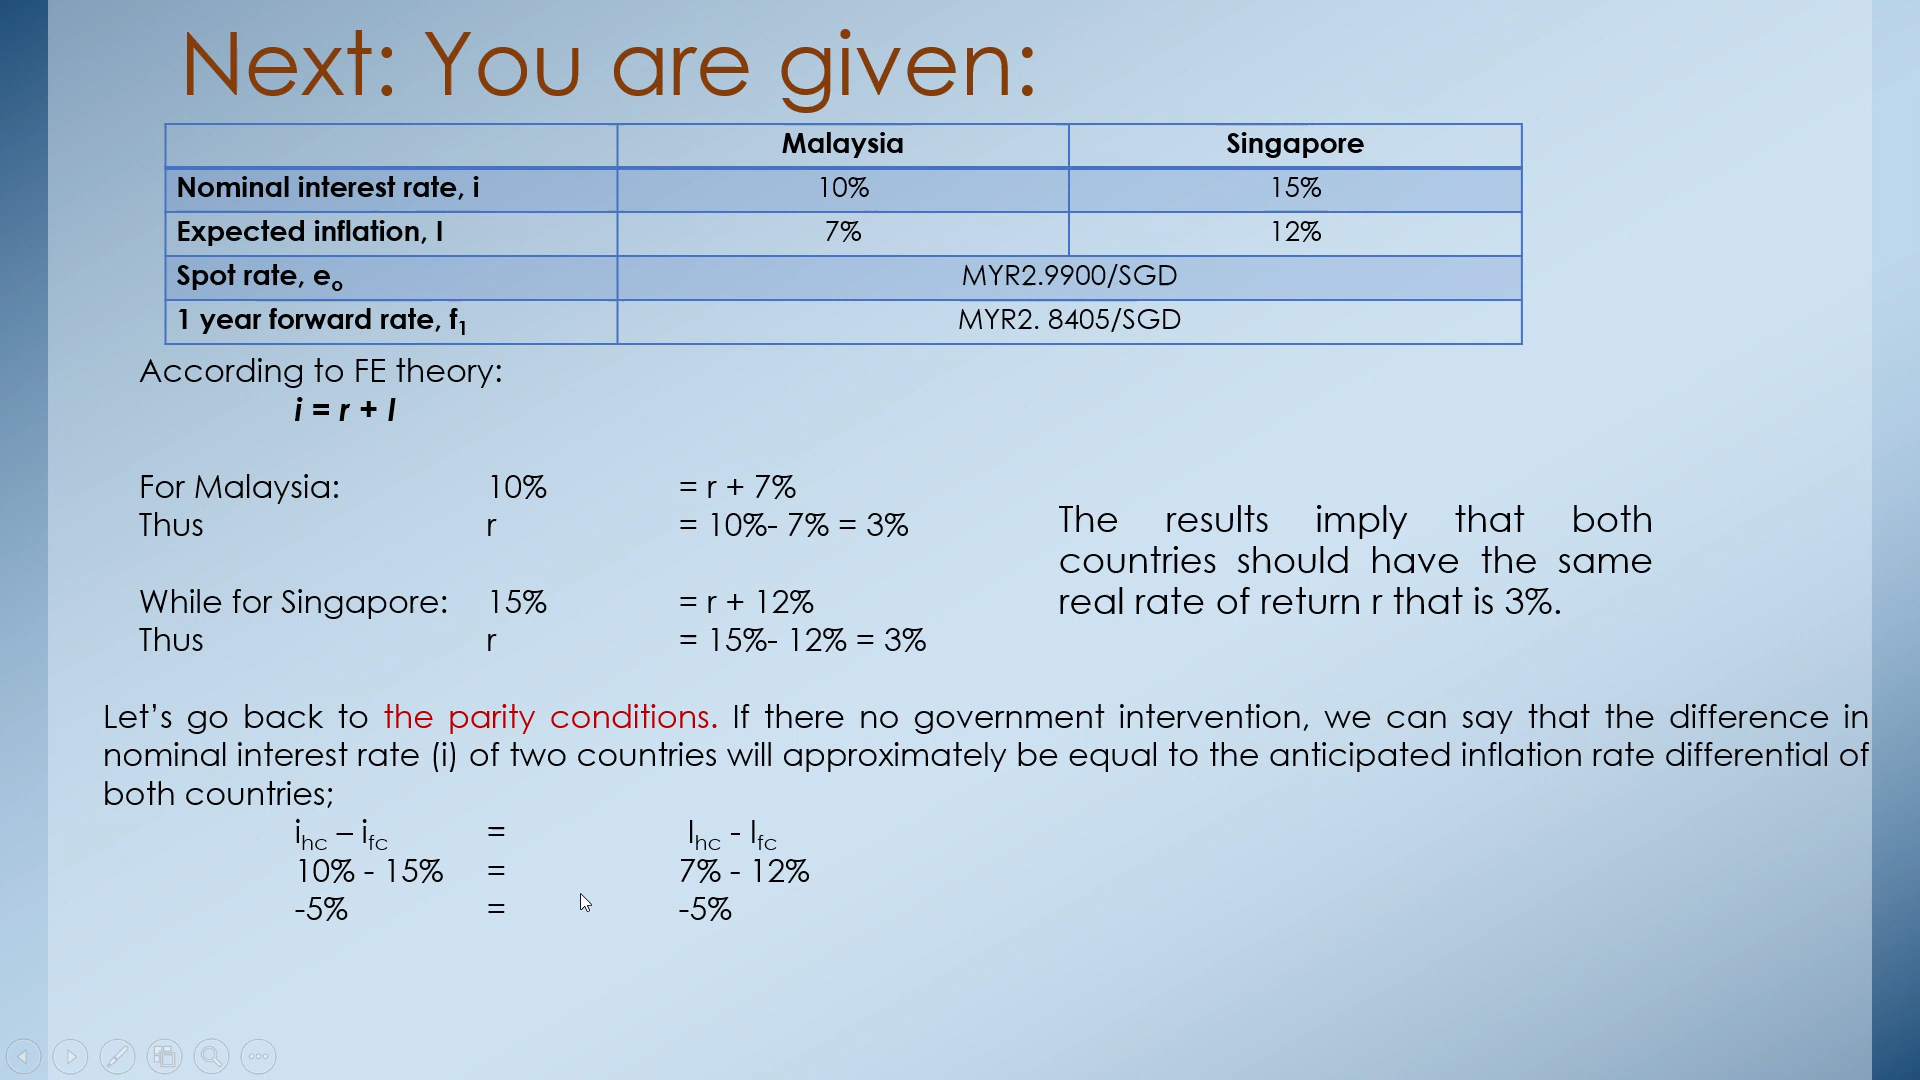 Next: You are given:
Malaysia Singapore
Nominal interest rate, i 10% 15%
Expected inflation, I 7% 12%
Spot rate, eo MYR2.9900/SGD
1 year forward rate, f1 MYR2. 8405/SGD
According to FE theory:
i = r + I
For Malaysia: 10% = r + 7%
Thus r = 10%- 7% = 3%
While for Singapore: 15% = r + 12%
Thus r = 15%- 12% = 3%
The results imply that both
countries should have the same
real rate of return r that is 3%.
Let’s go back to the parity conditions. If there no government intervention, we can say that the difference in
nominal interest rate (i) of two countries will approximately be equal to the anticipated inflation rate differential of
both countries;
ihc – ifc = Ihc - Ifc
10% - 15% = 7% - 12%
-5% = -5%